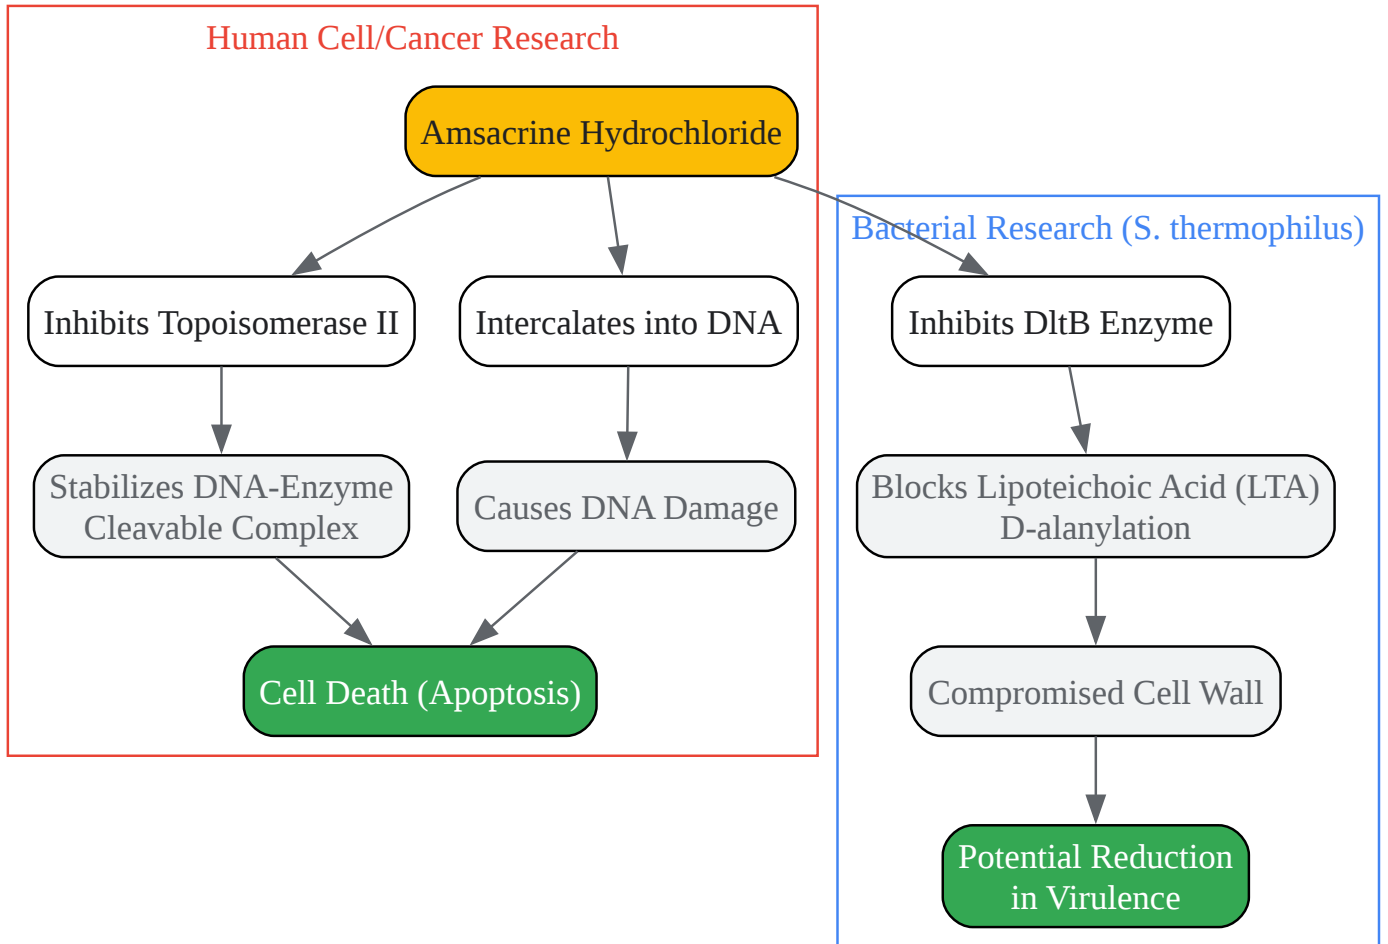 Human Cell/Cancer Research
Amsacrine Hydrochloride
Bacterial Research (S. thermophilus)
Inhibits Topoisomerase II
Intercalates into DNA
Inhibits DltB Enzyme
Stabilizes DNA-Enzyme
Cleavable Complex
Causes DNA Damage
Blocks Lipoteichoic Acid (LTA)
D-alanylation
Cell Death (Apoptosis)
Compromised Cell Wall
Potential Reduction
in Virulence